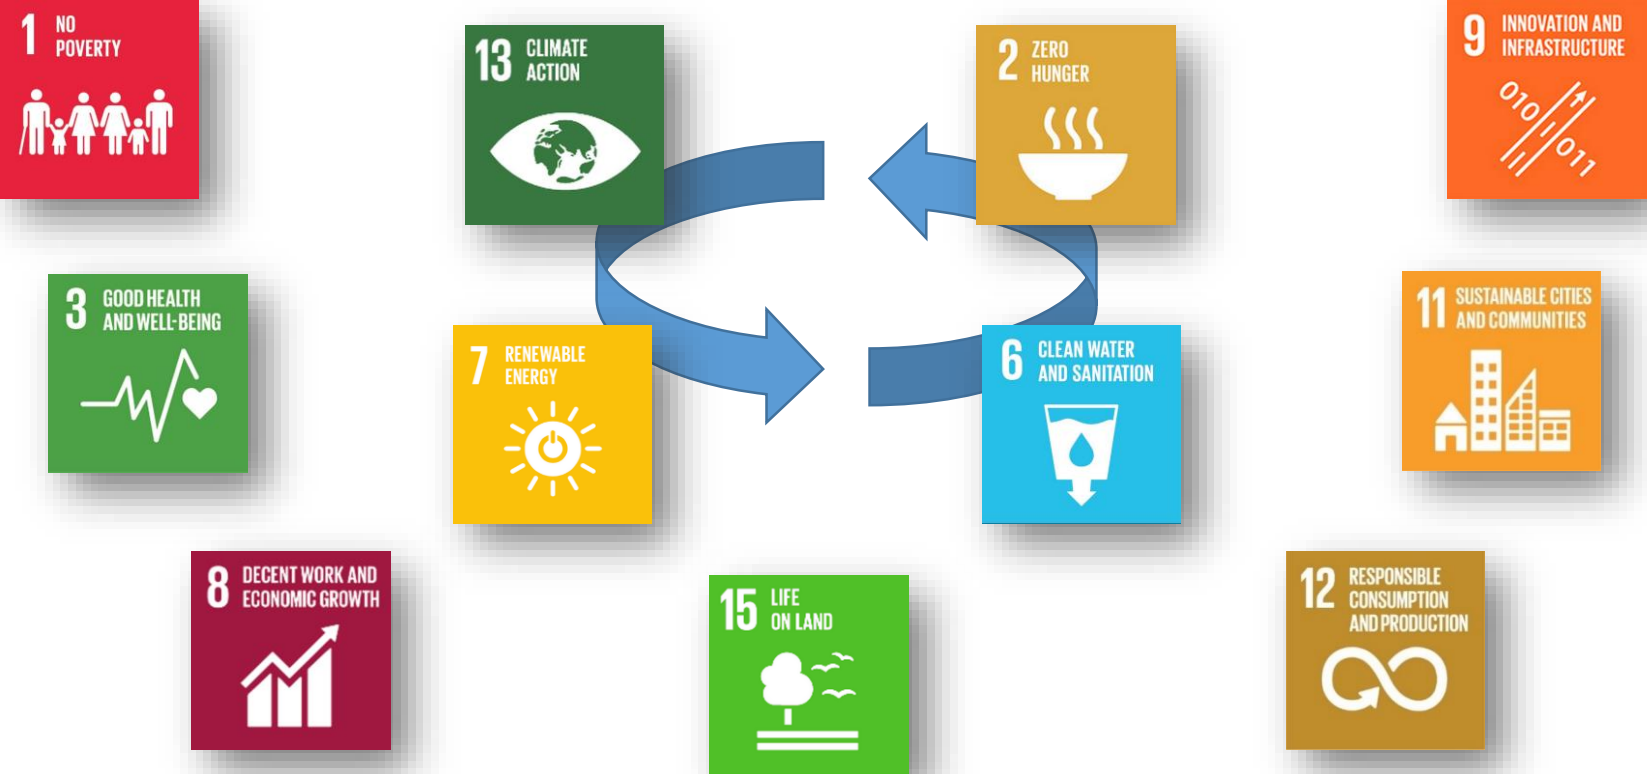 1 NO
POVERTY
13 CLIMATE
ACTION
2 ZERO
HUNGER
9 INNOVATION AND
INFRASTRUCTURE
010
011
3 GOOD HEALTH
AND WELL-BEING
7 RENEWABLE
ENERGY
6 CLEAN WATER
AND SANITATION
11 SUSTAINABLE CITIES
AND COMMUNITIES
8 DECENT WORK AND
ECONOMIC GROWTH
15 LIFE
ON LAND
12 RESPONSIBLE
CONSUMPTION
AND PRODUCTION